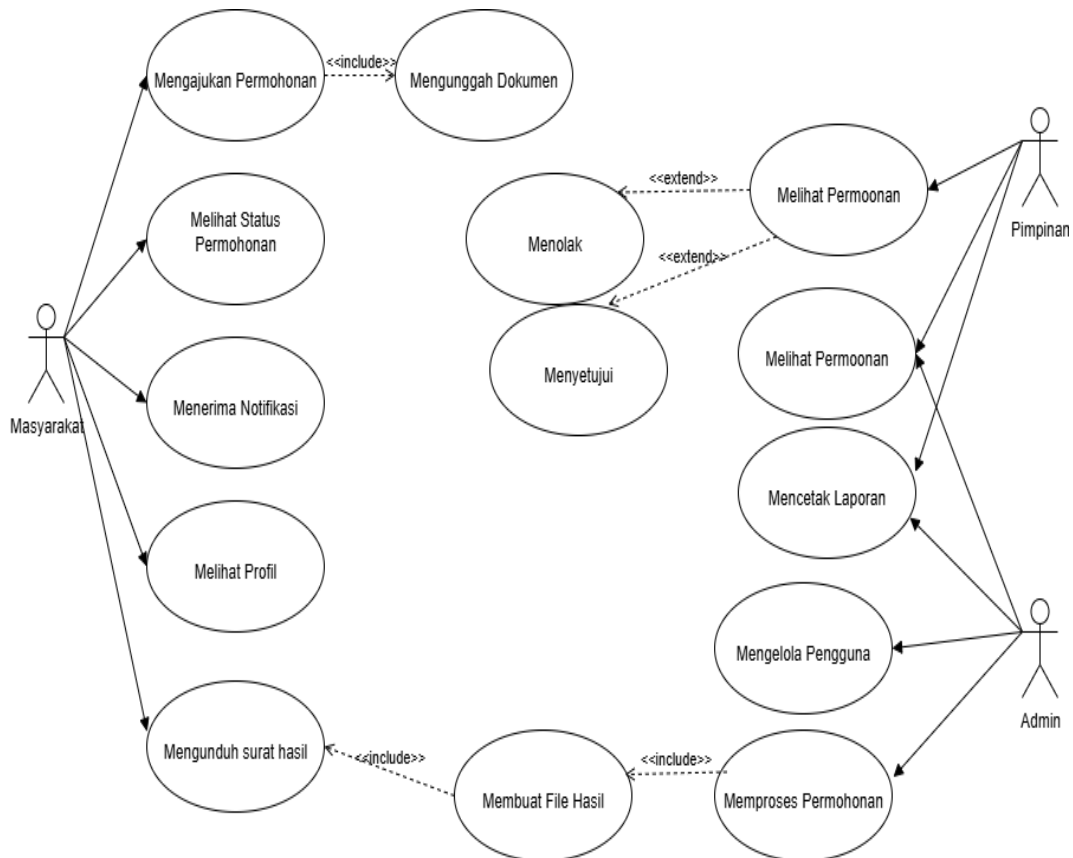 Mengajukan Permohonan
<<include>>
Mengunggah Dokumen
Melihat Status
Permohonan
Menerima Notifikasi
Melihat Profil
Mengunduh surat hasil
Masyarakat
<<extend>>
Menolak
<<extend>>
Menyetujui
Melihat Permoonan
Pimpinan
Melihat Permoonan
Mencetak Laporan
Mengelola Pengguna
Admin
<<include>>
Membuat File Hasil
<<include>>
Memproses Permohonan